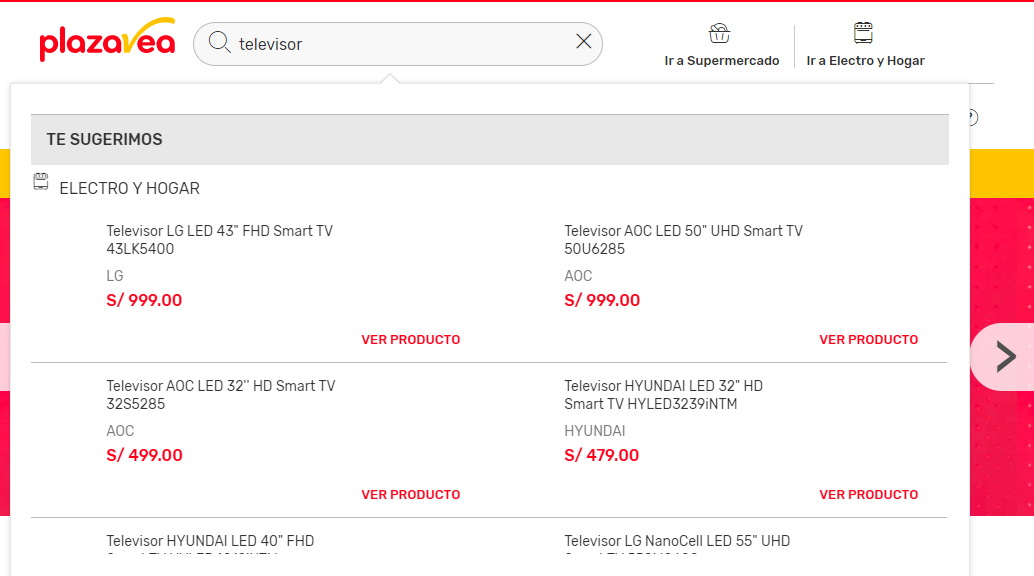 plazavea
televisor
Ir a Supermercado
Ir a Electro y Hogar
TE SUGERIMOS
ELECTRO Y HOGAR
Televisor LG LED 43" FHD Smart TV
43LK5400
LG
S/ 999.00
VER PRODUCTO
Televisor AOC LED 50" UHD Smart TV
50U6285
AOC
S/ 999.00
VER PRODUCTO
Televisor AOC LED 32'' HD Smart TV
32S5285
AOC
S/ 499.00
VER PRODUCTO
Televisor HYUNDAI LED 32" HD
Smart TV HYLED3239iNTM
HYUNDAI
S/ 479.00
VER PRODUCTO
Televisor HYUNDAI LED 40" FHD
Televisor LG NanoCell LED 55" UHD